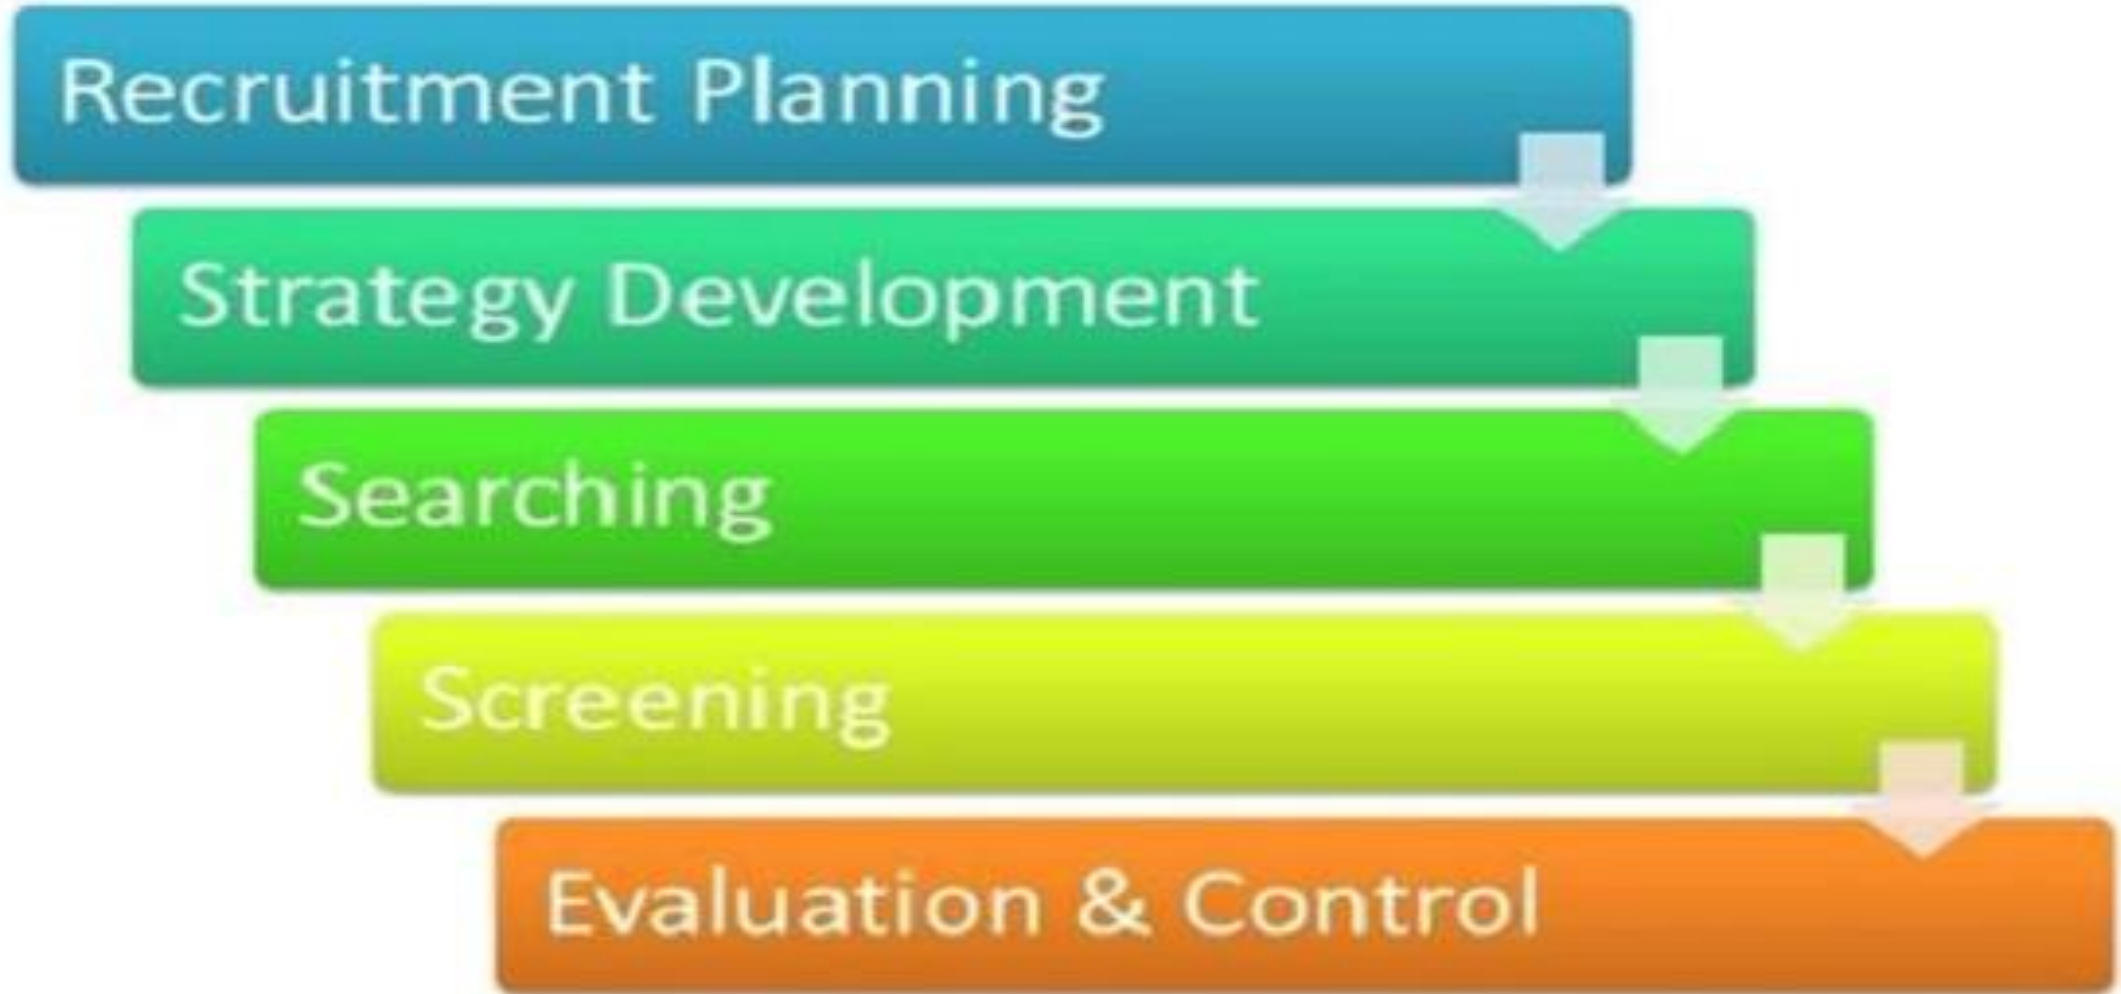 Recruitment Planning
Strategy Development
Searching
Screening
Evaluation & Control